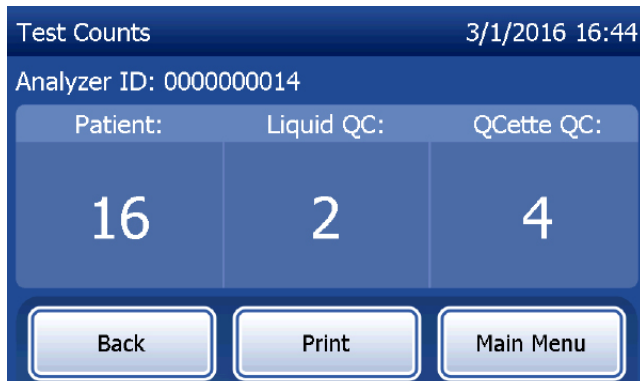 Test Counts 3/1/2016 16:44
Analyzer ID: 0000000014
Patient: Liquid QC: QCette QC:
16 2 4
Back Print Main Menu